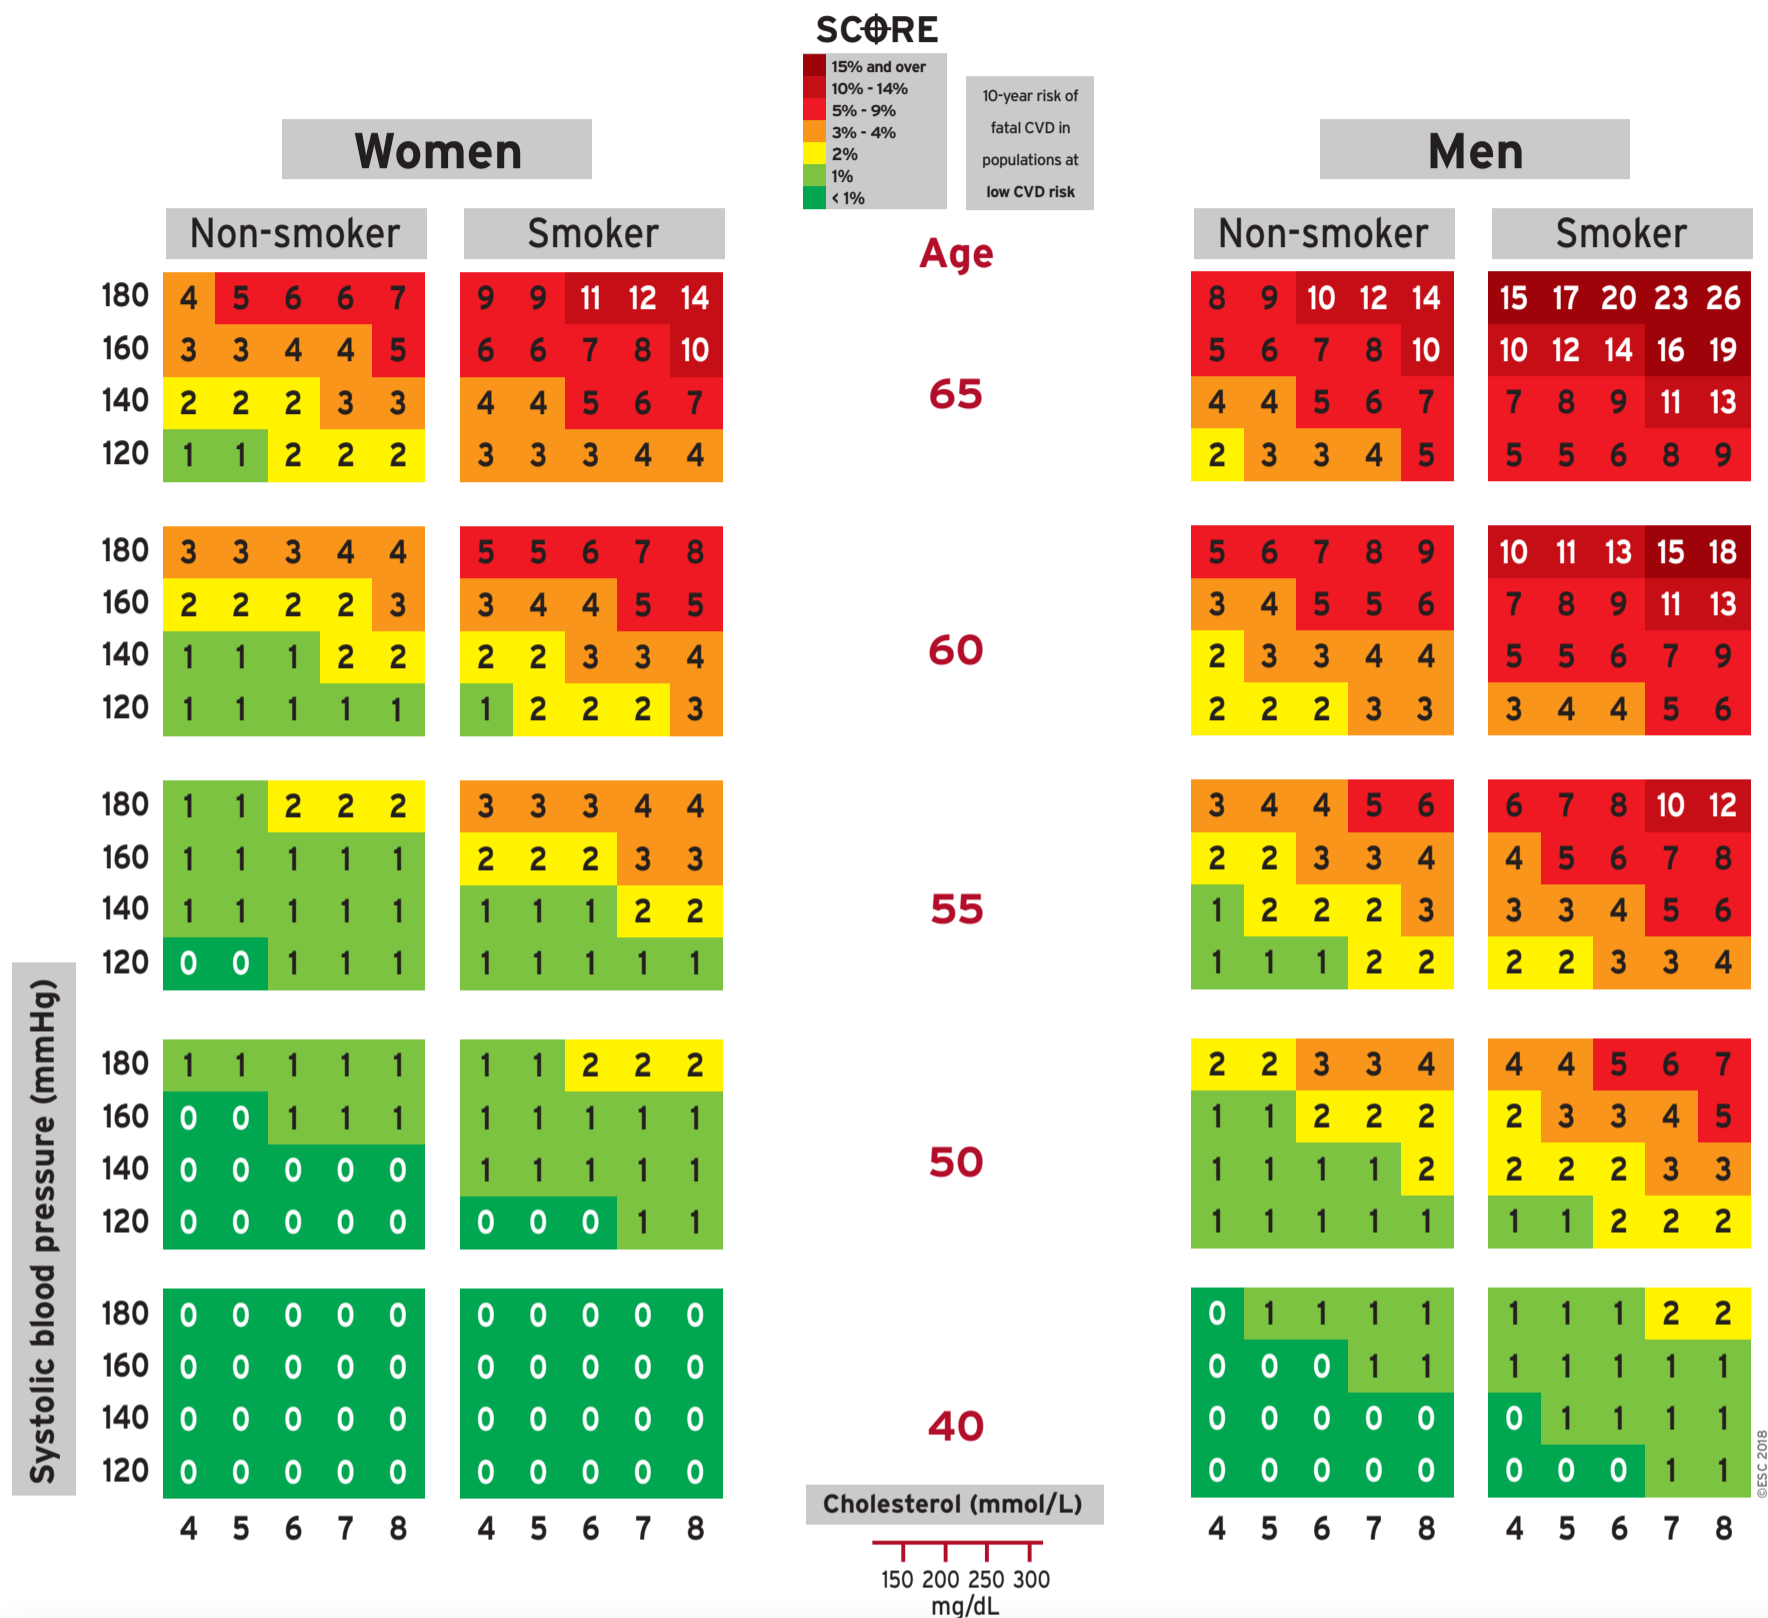 SCORE
15% and over
10% - 14%
5% - 9%
3% - 4%
2%
1%
< 1%
10-year risk of
fatal CVD in
populations at
low CVD risk
Women
Men
Non-smoker Smoker Age Non-smoker Smoker
180 4 5 6 6 7 9 9 11 12 14 8 9 10 12 14 15 17 20 23 26
160 3 3 4 4 5 6 6 7 8 10 5 6 7 8 10 10 12 14 16 19
65
140 2 2 2 3 3 4 4 5 6 7 4 4 5 6 7 7 8 9 11 13
120 1 1 2 2 2 3 3 3 4 4 2 3 3 4 5 5 5 6 8 9
180 3 3 3 4 4 5 5 6 7 8 5 6 7 8 9 10 11 13 15 18
160 2 2 2 2 3 3 4 4 5 5 3 4 5 5 6 7 8 9 11 13
60
140 1 1 1 2 2 2 2 3 3 4 2 3 3 4 4 5 5 6 7 9
120 1 1 1 1 1 1 2 2 2 3 2 2 2 3 3 3 4 4 5 6
180 1 1 2 2 2 3 3 3 4 4 3 4 4 5 6 6 7 8 10 12
160 1 1 1 1 1 2 2 2 3 3 2 2 3 3 4 4 5 6 7 8
55
140 1 1 1 1 1 1 1 1 2 2 1 2 2 2 3 3 3 4 5 6
120 0 0 1 1 1 1 1 1 1 1 1 1 1 2 2 2 2 3 3 4
180 1 1 1 1 1 1 1 2 2 2 2 2 3 3 4 4 4 5 6 7
160 0 0 1 1 1 1 1 1 1 1 1 1 2 2 2 2 3 3 4 5
50
140 0 0 0 0 0 1 1 1 1 1 1 1 1 1 2 2 2 2 3 3
120 0 0 0 0 0 0 0 0 1 1 1 1 1 1 1 1 1 2 2 2
180 0 0 0 0 0 0 0 0 0 0 0 1 1 1 1 1 1 1 2 2
160 0 0 0 0 0 0 0 0 0 0 0 0 0 1 1 1 1 1 1 1
40
140 0 0 0 0 0 0 0 0 0 0 0 0 0 0 0 0 1 1 1 1
120 0 0 0 0 0 0 0 0 0 0 0 0 0 0 0 0 0 0 1 1
4 5 6 7 8 4 5 6 7 8 4 5 6 7 8 4 5 6 7 8
Systolic blood pressure (mmHg)
Cholesterol (mmol/L)
150 200 250 300
mg/dL
©ESC 2018